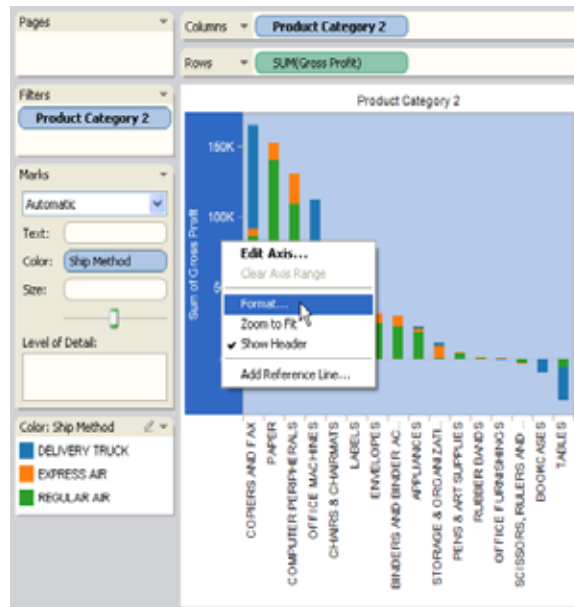 Pages
Columns
Product Category 2
Rows
SUM(Gross Profit)
Filters
Product Category 2
Marks
Automatic
Text:
Color:
Ship Method
Size:
Level of Detail:
Color: Ship Method
DELIVERY TRUCK
EXPRESS AIR
REGULAR AIR
Product Category 2
Sum of Gross Profit
150K
100K
Edit Axis...
Clear Axis Range
Format...
Zoom to Fit
Show Header
Add Reference Line...
COPIERS AND FAX
PAPER
COMPUTER PERIPHERALS
OFFICE MACHINES
CHAIRS & CHAIRMATS
LABELS
ENVELOPES
BINDERS AND BINDER AC..
APPLIANCES
STORAGE & ORGANIZATI..
PENS & ART SUPPLIES
RUBBER BANDS
OFFICE FURNISHINGS
SCISSORS, RULERS AND ..
BOOKCASES
TABLES